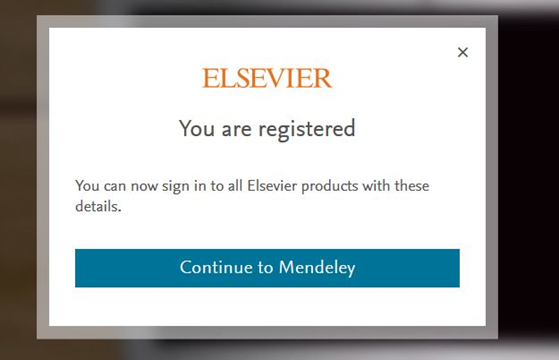 ×
ELSEVIER
You are registered
You can now sign in to all Elsevier products with these
details.
Continue to Mendeley